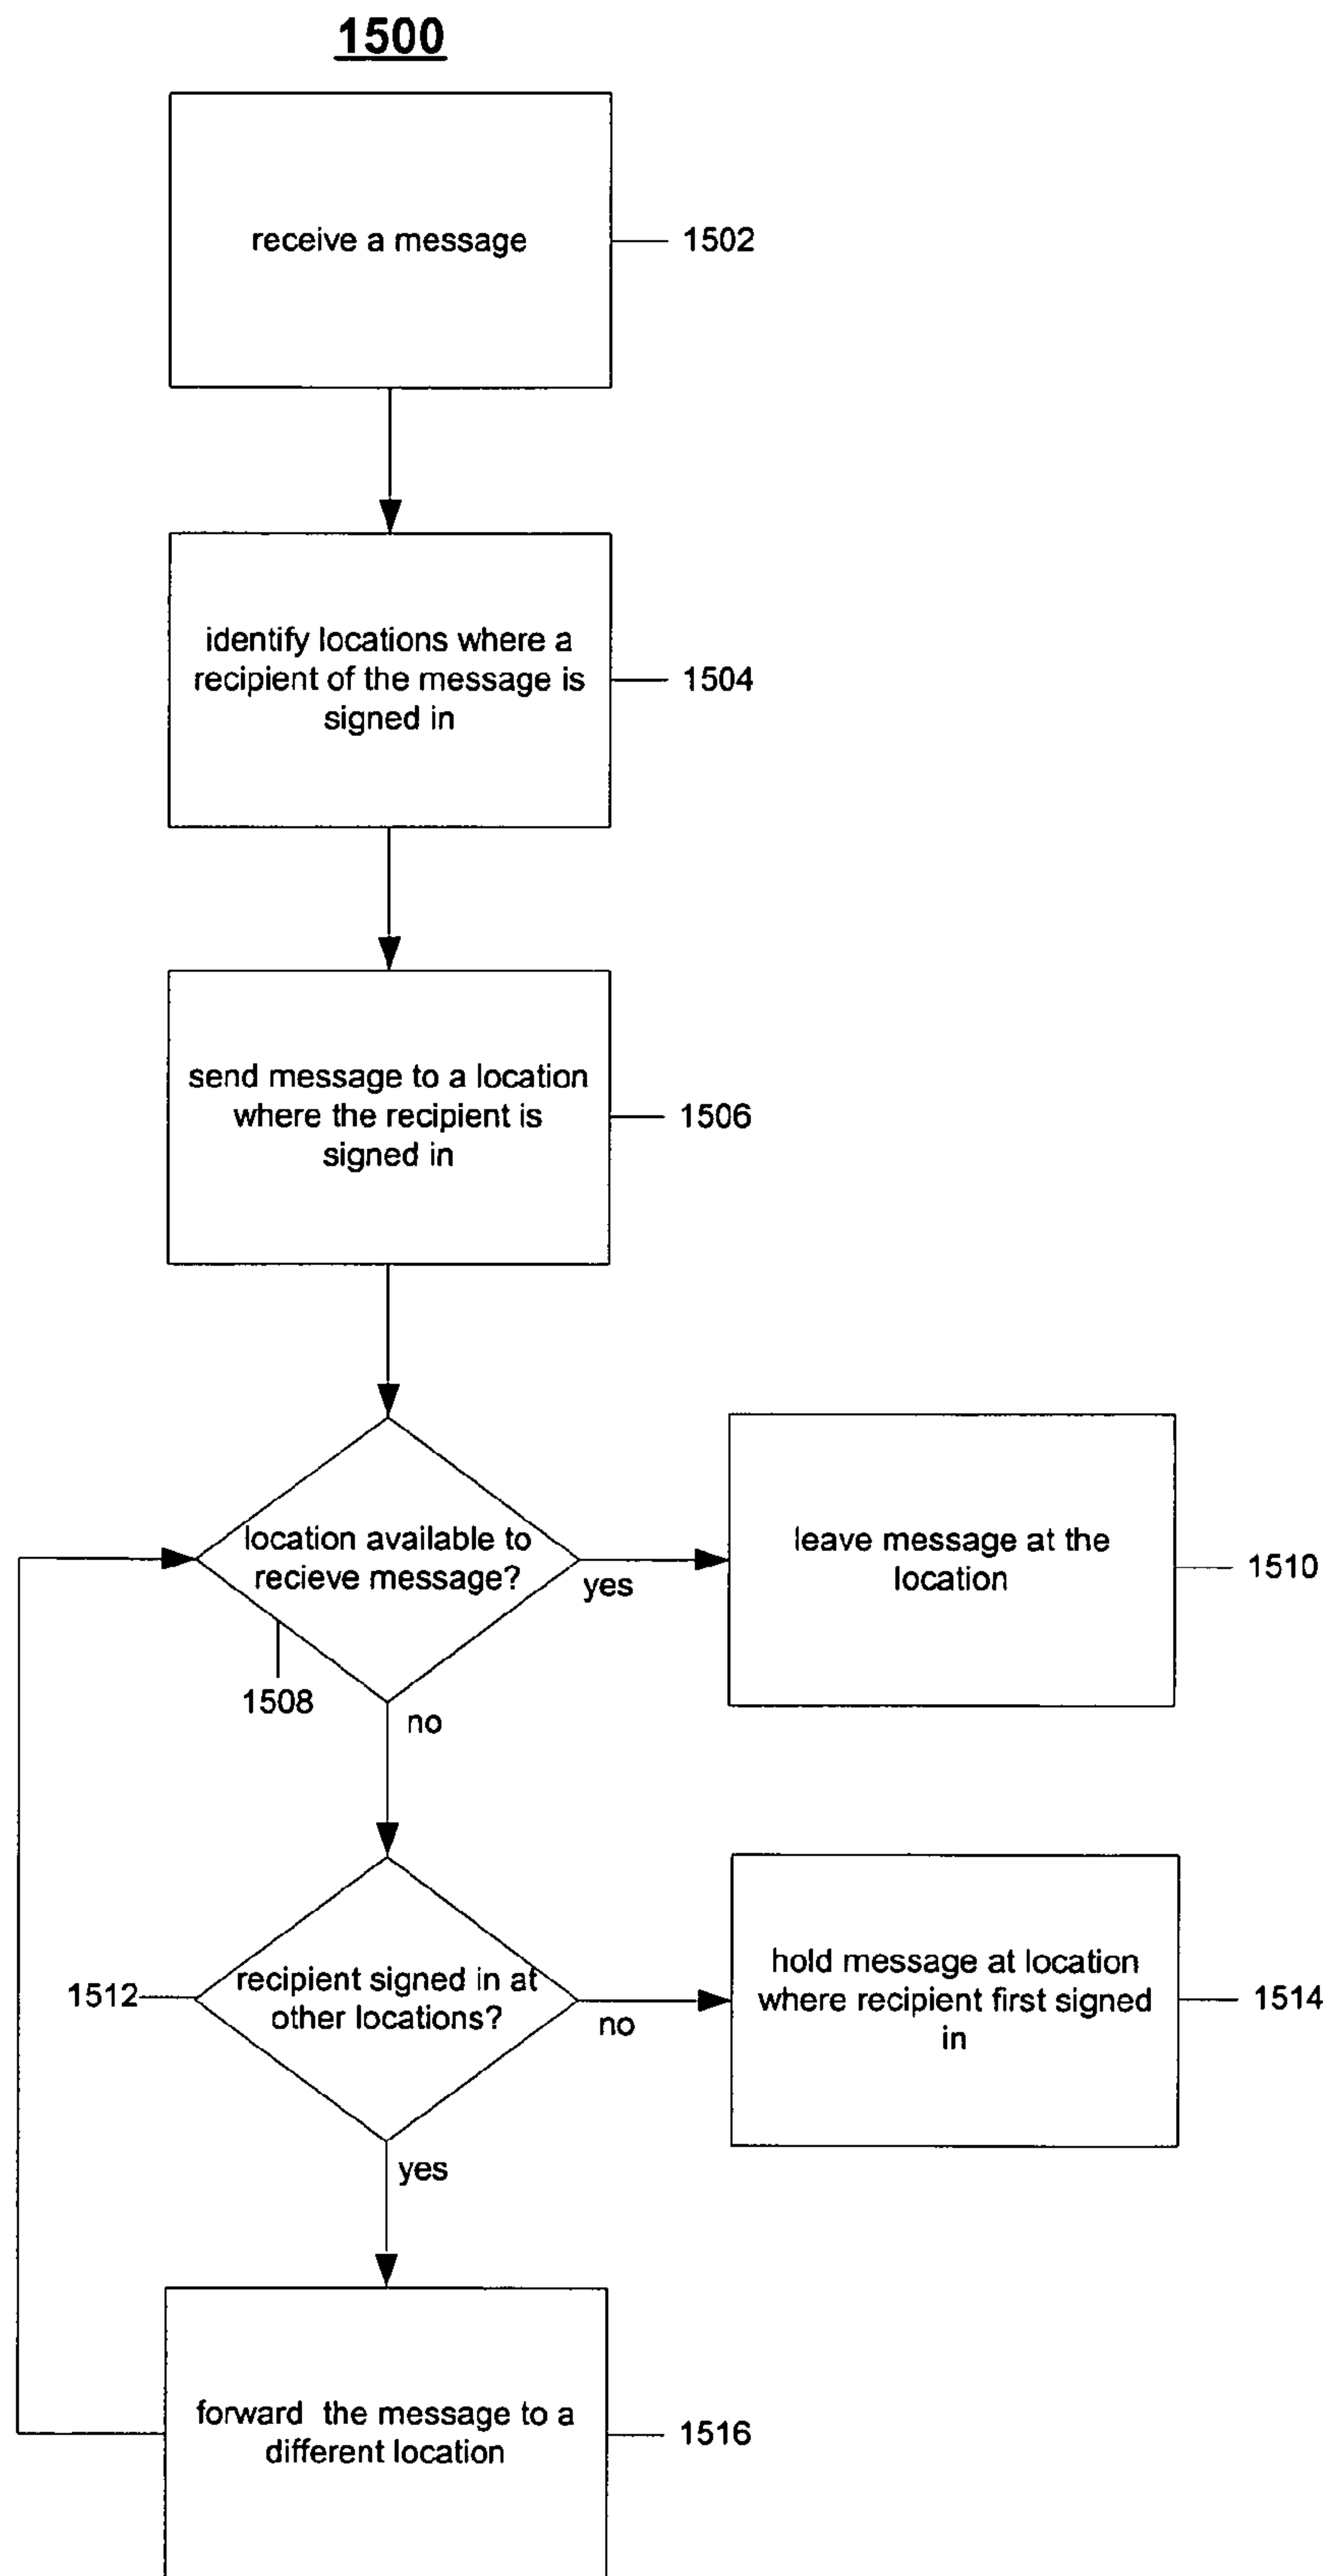 1500
receive a message
1502
identify locations where a
recipient of the message is
signed in
1504
send message to a location
where the recipient is
signed in
1506
location available to
recieve message?
yes
1508
no
leave message at the
location
1510
recipient signed in at
other locations?
1512
no
yes
hold message at location
where recipient first signed
in
1514
forward the message to a
different location
1516